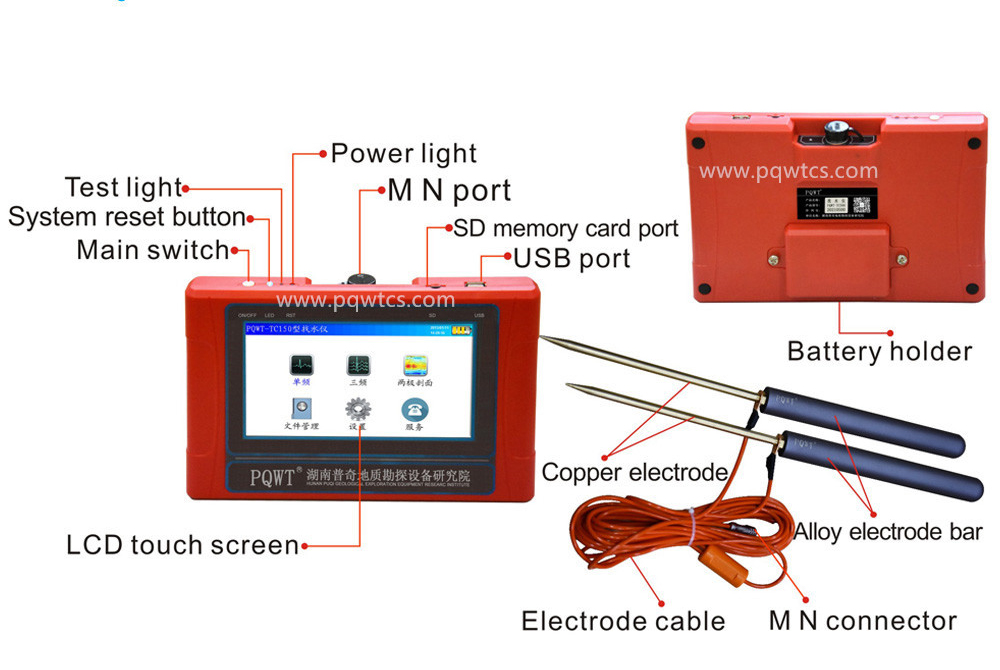 Power light
Test light
M N port
System reset button
SD memory card port
Main switch
USB port
www.pqwtcs.com
www.pqwtcs.com
PQWT
Battery holder
ON/OFF LED RST SD USB
PQWT-TC150型找水仪
单频 三频 两极剖面
文件管理 设置 服务
PQWT® 湖南普奇地质勘探设备研究院
HUNAN PUQI GEOLOGICAL EXPLORATION EQUIPMENT RESEARC INSTITUTE
PQWT
PQWT
Copper electrode
Alloy electrode bar
LCD touch screen
Electrode cable
M N connector